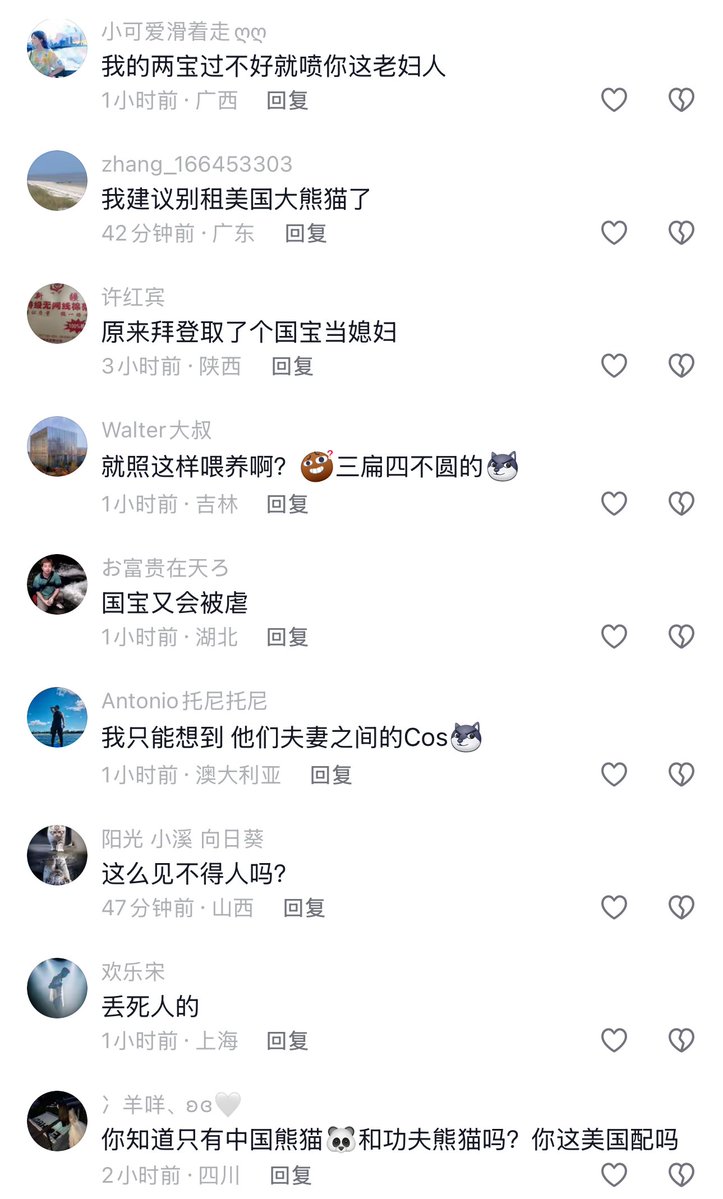 小可爱滑着走ღღ
我的两宝过不好就喷你这老妇人
1小时前·广西 回复
zhang_166453303
我建议别租美国大熊猫了
42分钟前·广东 回复
许红宾
原来拜登取了个国宝当媳妇
3小时前·陕西 回复
Walter大叔
就照这样喂养啊？三扁四不圆的
1小时前·吉林 回复
お富贵在天ろ
国宝又会被虐
1小时前·湖北 回复
Antonio托尼托尼
我只能想到 他们夫妻之间的Cos
1小时前·澳大利亚 回复
阳光 小溪 向日葵
这么见不得人吗？
47分钟前·山西 回复
欢乐宋
丢死人的
1小时前·上海 回复
冫羊咩、ʚɞ🤍
你知道只有中国熊猫🐼和功夫熊猫吗？你这美国配吗
2小时前·四川 回复